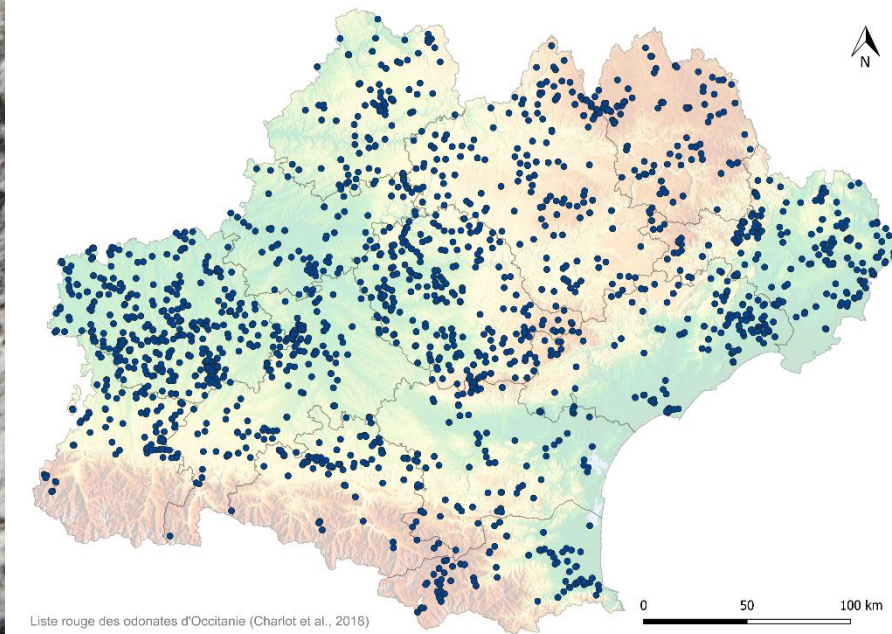 N
0 50 100 km
Liste rouge des odonates d'Occitanie (Charlot et al., 2018)